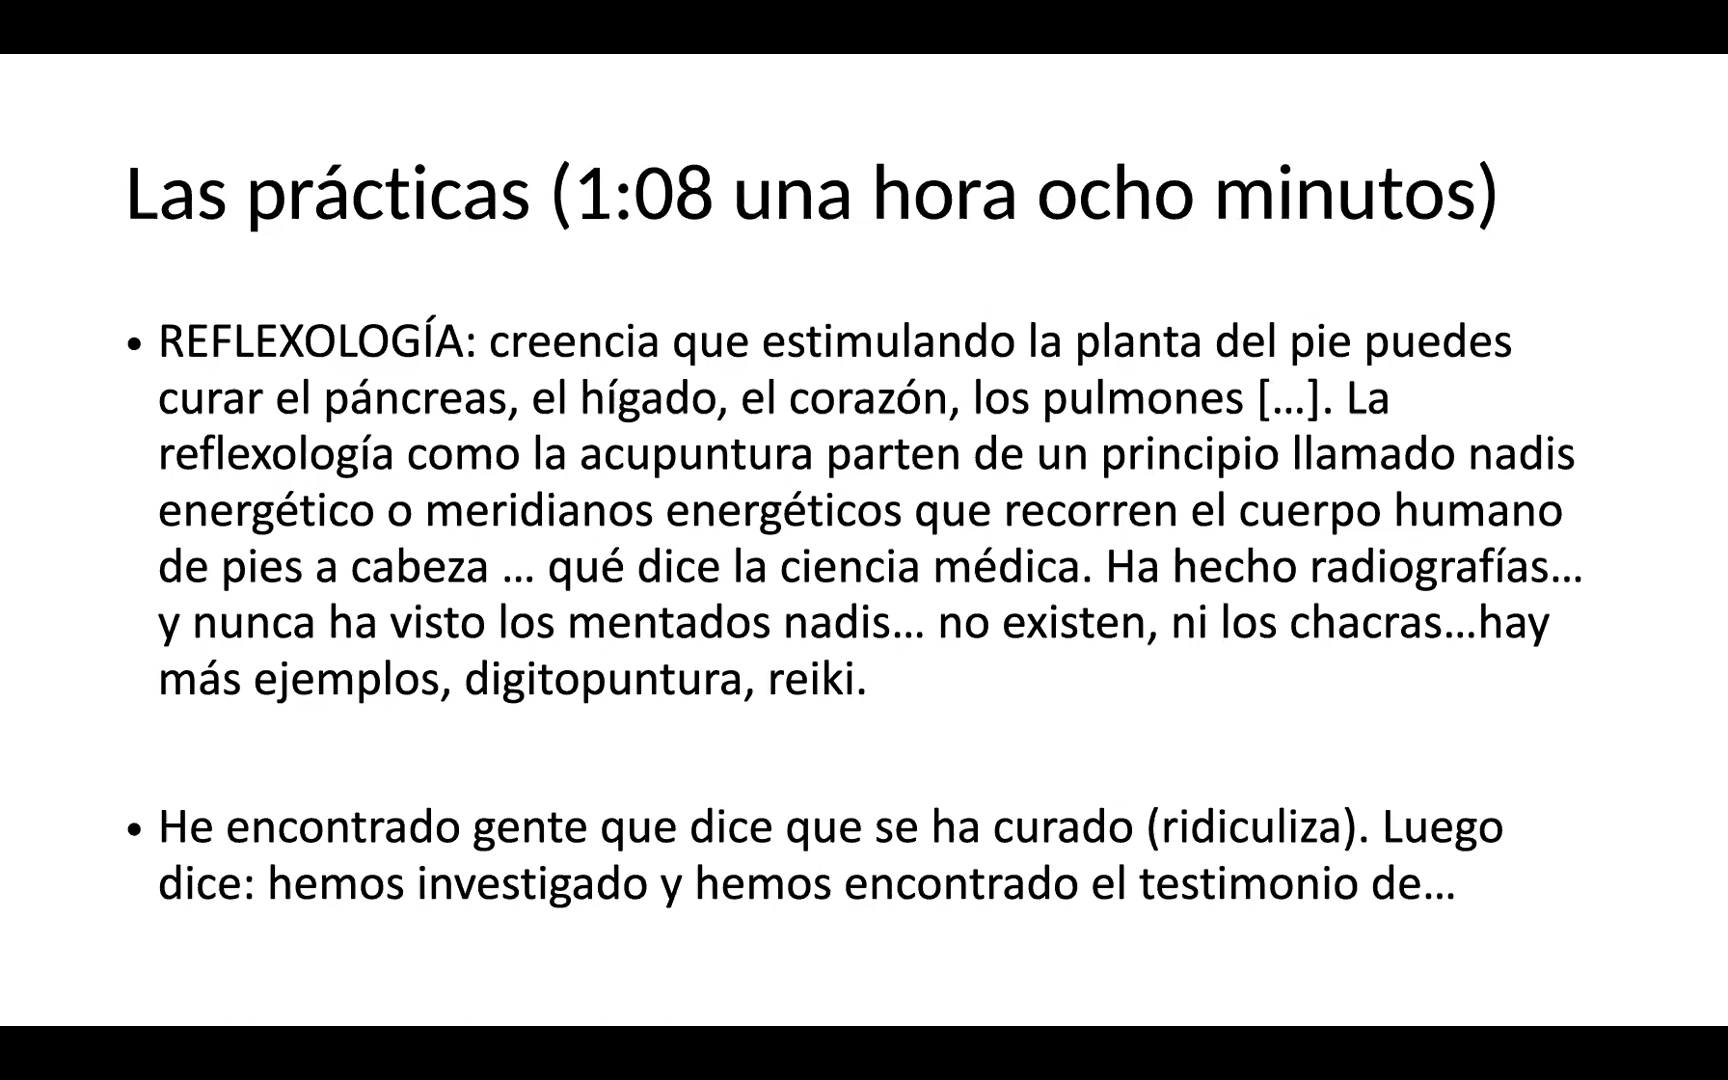 Las prácticas (1:08 una hora ocho minutos)
• REFLEXOLOGÍA: creencia que estimulando la planta del pie puedes
curar el páncreas, el hígado, el corazón, los pulmones [...]. La
reflexología como la acupuntura parten de un principio llamado nadis
energético o meridianos energéticos que recorren el cuerpo humano
de pies a cabeza ... qué dice la ciencia médica. Ha hecho radiografías...
y nunca ha visto los mentados nadis... no existen, ni los chacras...hay
más ejemplos, digitopuntura, reiki.
• He encontrado gente que dice que se ha curado (ridiculiza). Luego
dice: hemos investigado y hemos encontrado el testimonio de...